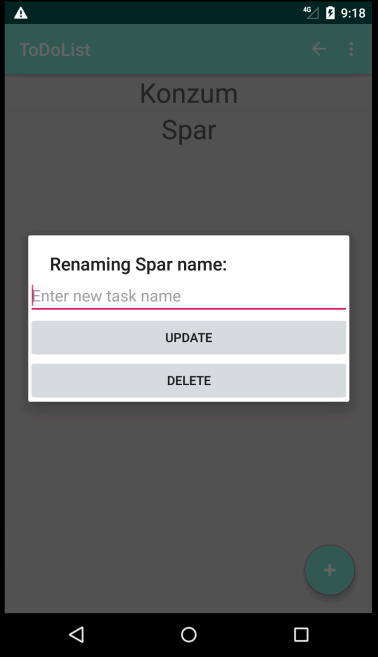 4G 9:18
ToDoList
Konzum
Spar
Renaming Spar name:
Enter new task name
UPDATE
DELETE